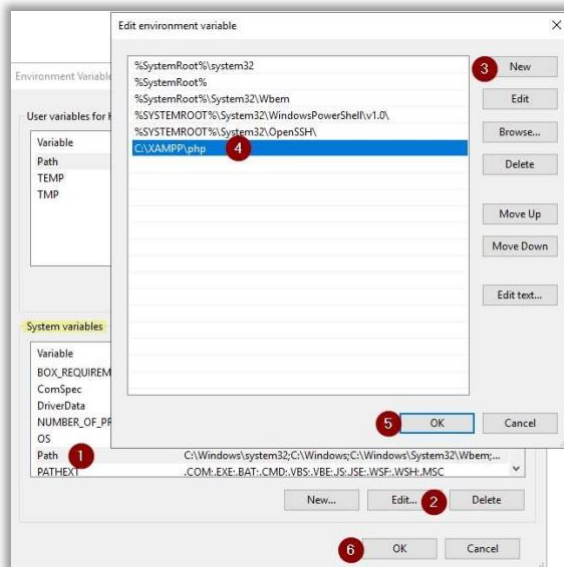 Edit environment variable
%SystemRoot%\system32
%SystemRoot%
%SystemRoot%\System32\Wbem
%SYSTEMROOT%\System32\WindowsPowerShell\v1.0\
%SYSTEMROOT%\System32\OpenSSH\
C:\XAMPP\php 4
3 New
Edit
Browse...
Delete
Move Up
Move Down
Edit text...
5 OK Cancel
Environment Variable
User variables for
Variable
Path
TEMP
TMP
System variables
Variable
BOX_REQUIREM
ComSpec
DriverData
NUMBER_OF_PR
OS
Path 1 C:\Windows\system32;C:\Windows;C:\Windows\System32\Wbem;...
PATHEXT .COM;.EXE;.BAT;.CMD;.VBS;.VBE;.JS;.JSE;.WSF;.WSH;.MSC
New... Edit... 2 Delete
6 OK Cancel